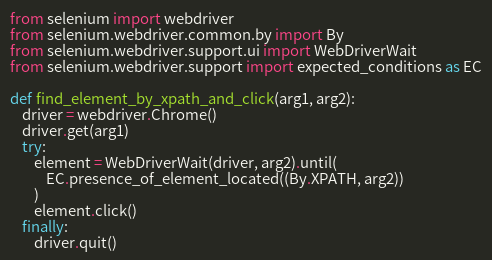 from selenium import webdriver
from selenium.webdriver.common.by import By
from selenium.webdriver.support.ui import WebDriverWait
from selenium.webdriver.support import expected_conditions as EC

def find_element_by_xpath_and_click(arg1, arg2):
    driver = webdriver.Chrome()
    driver.get(arg1)
    try:
        element = WebDriverWait(driver, arg2).until(
            EC.presence_of_element_located((By.XPATH, arg2))
        )
        element.click()
    finally:
        driver.quit()